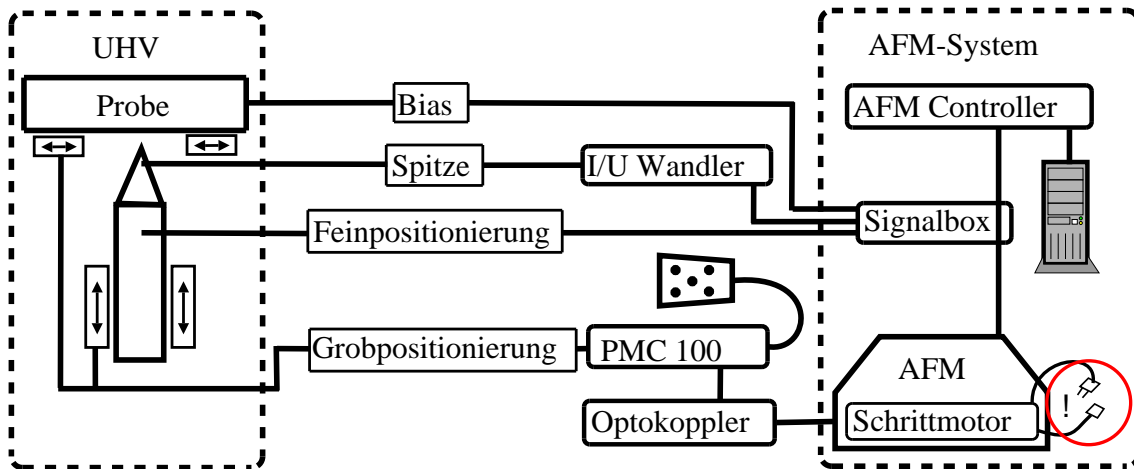 UHV
AFM-System
Probe
Bias
AFM Controller
Spitze
I/U Wandler
Feinpositionierung
Signalbox
Grobpositionierung
PMC 100
AFM
Optokoppler
Schrittmotor
!